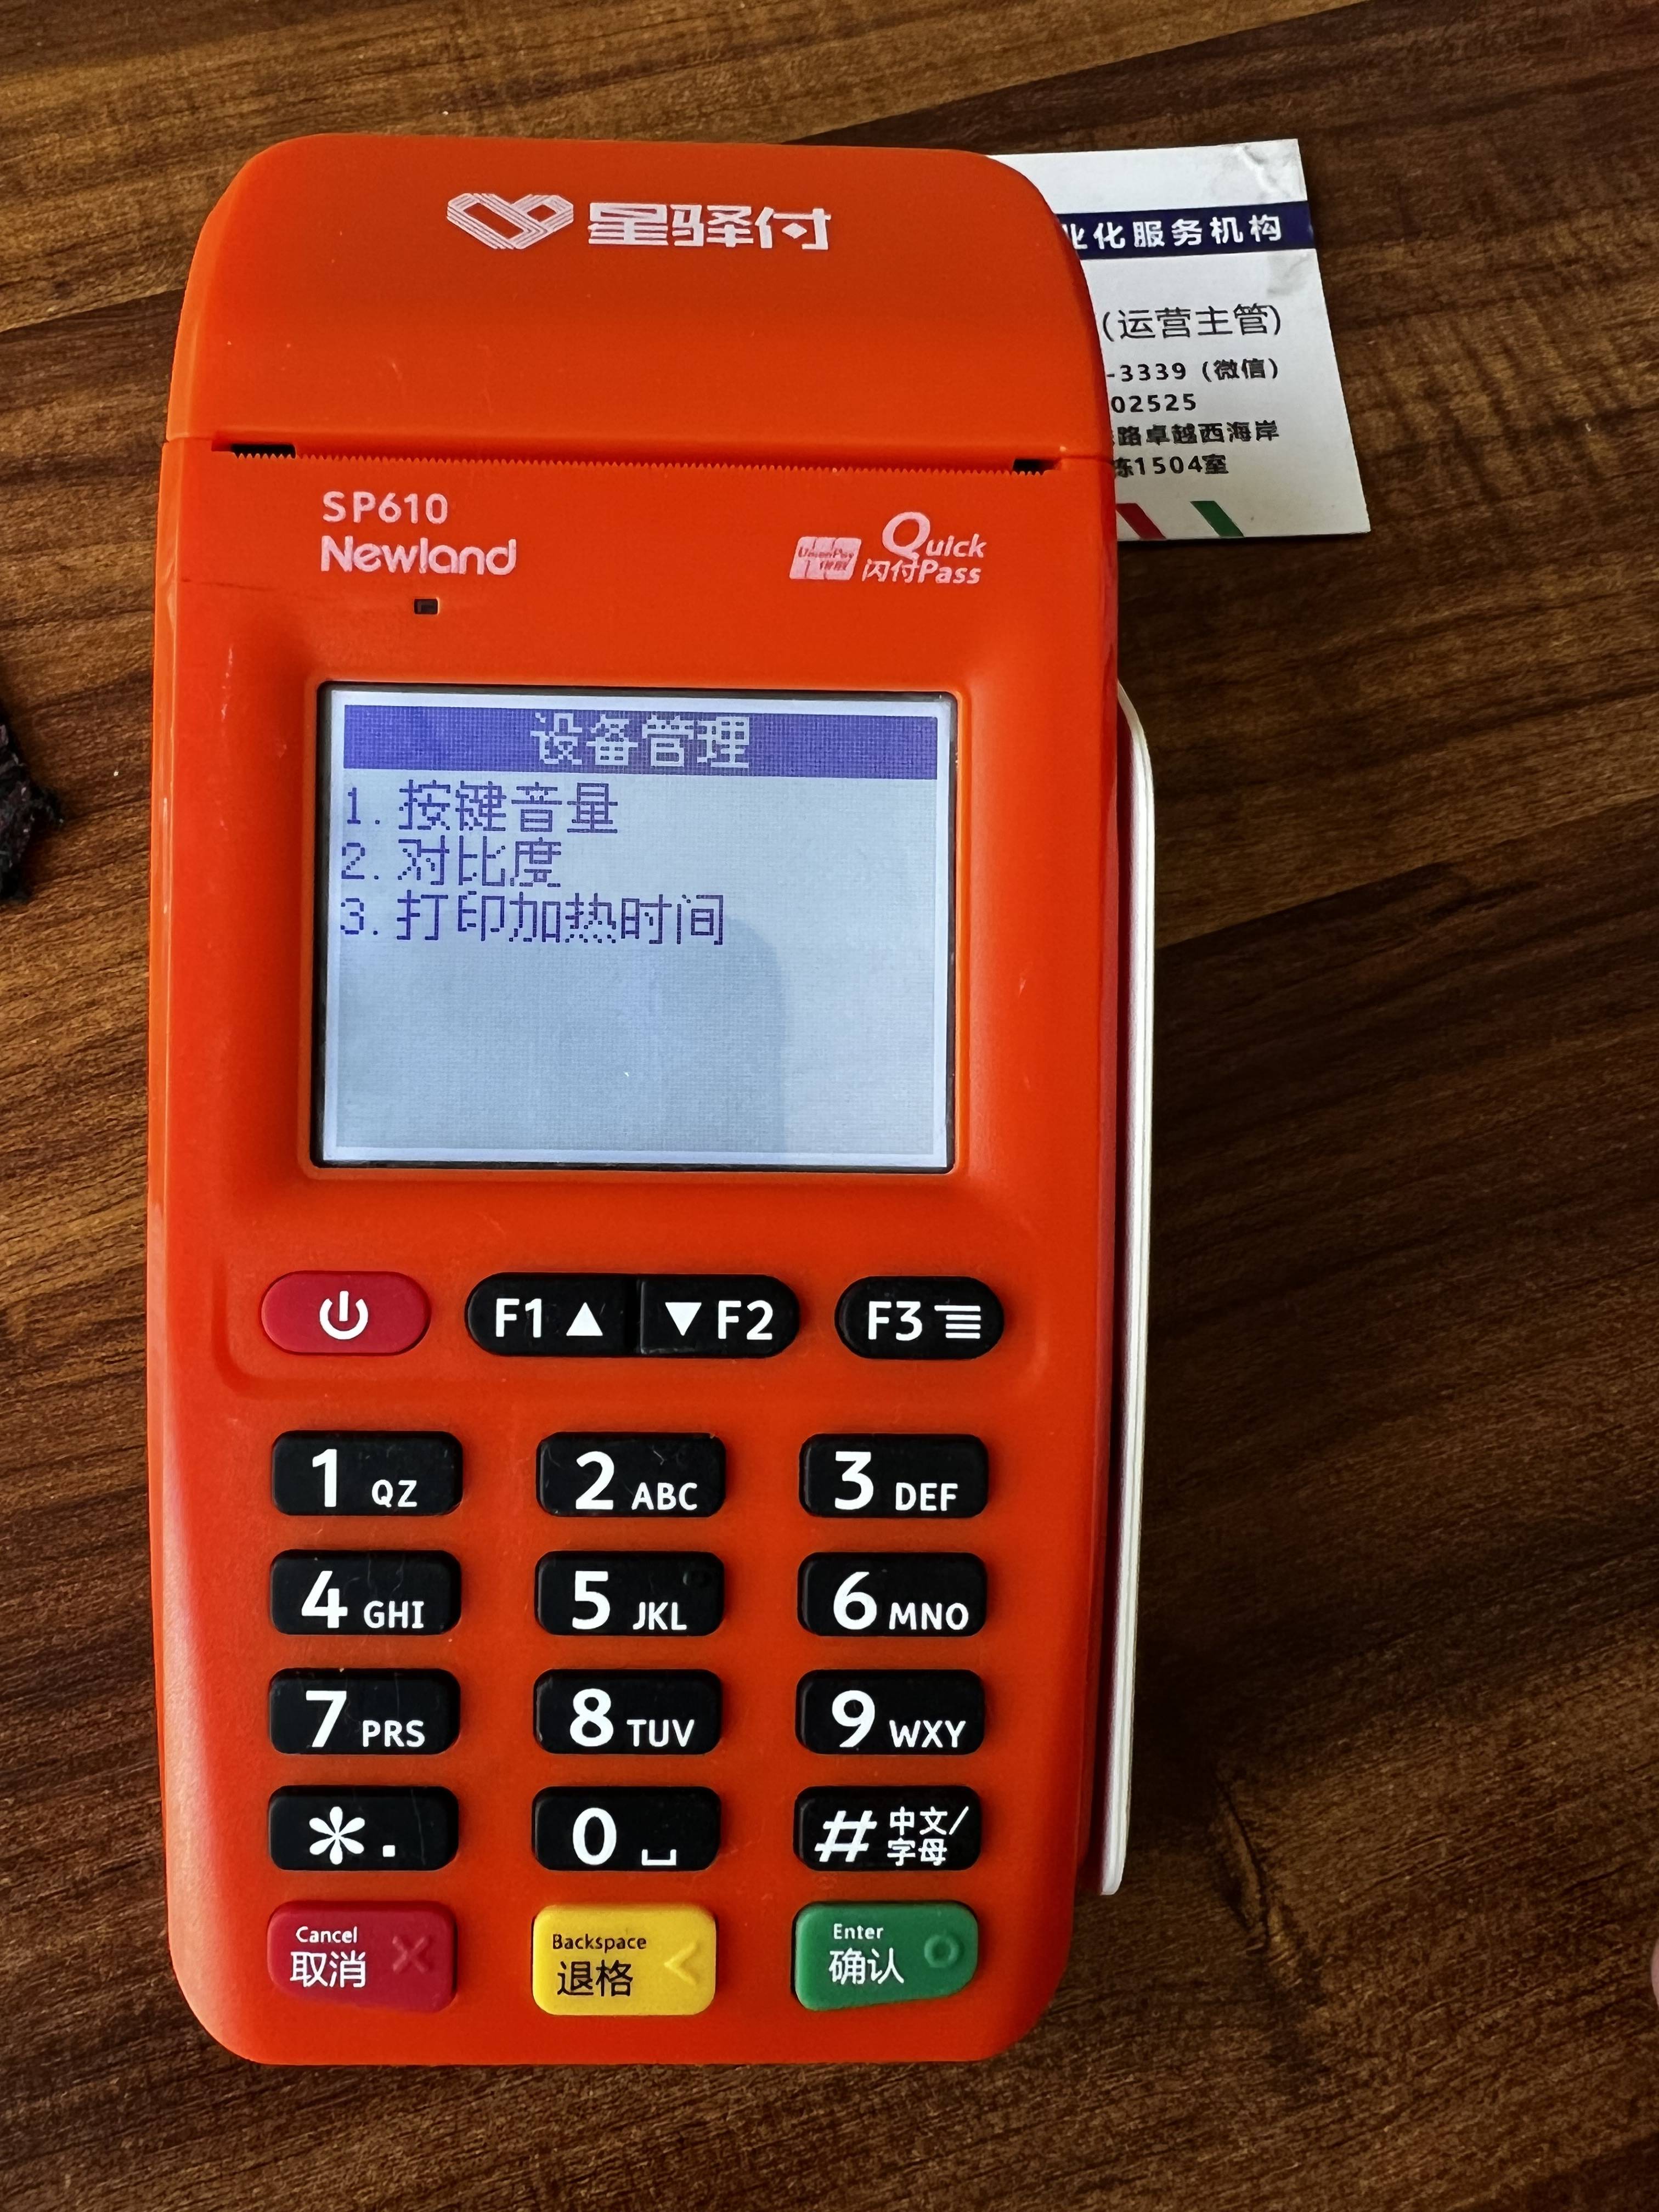 星驿付
业化服务机构
(运营主管)
-3339 (微信)
02525
路卓越西海岸
栋1504室
SP610
Newland
UnionPay
银联
Quick
闪付Pass
设备管理
1. 按键音量
2. 对比度
3. 打印加热时间
F1 ▲ ▼ F2 F3
1 QZ 2 ABC 3 DEF
4 GHI 5 JKL 6 MNO
7 PRS 8 TUV 9 WXY
* . 0 ␣ # 中文/字母
Cancel Backspace Enter
取消 退格 < 确认